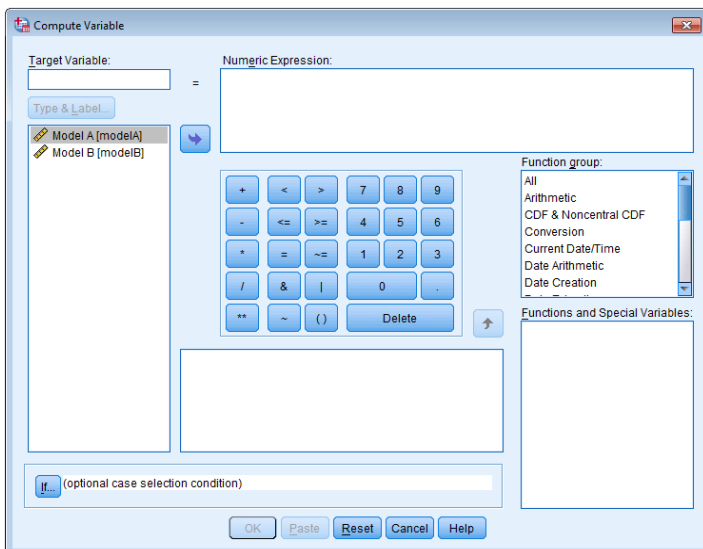 Compute Variable
Target Variable:
Numeric Expression:
=
Type & Label...
Model A [modelA]
Model B [modelB]
Function group:
All
Arithmetic
CDF & Noncentral CDF
Conversion
Current Date/Time
Date Arithmetic
Date Creation
+ < > 7 8 9
- <= >= 4 5 6
* = ~= 1 2 3
/ & | 0 .
** ~ ( ) Delete
Functions and Special Variables:
If... (optional case selection condition)
OK Paste Reset Cancel Help